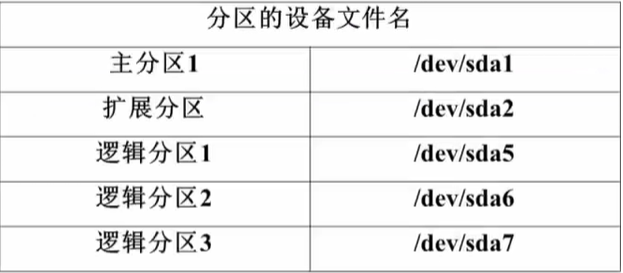 分区的设备文件名
主分区1 /dev/sda1
扩展分区 /dev/sda2
逻辑分区1 /dev/sda5
逻辑分区2 /dev/sda6
逻辑分区3 /dev/sda7